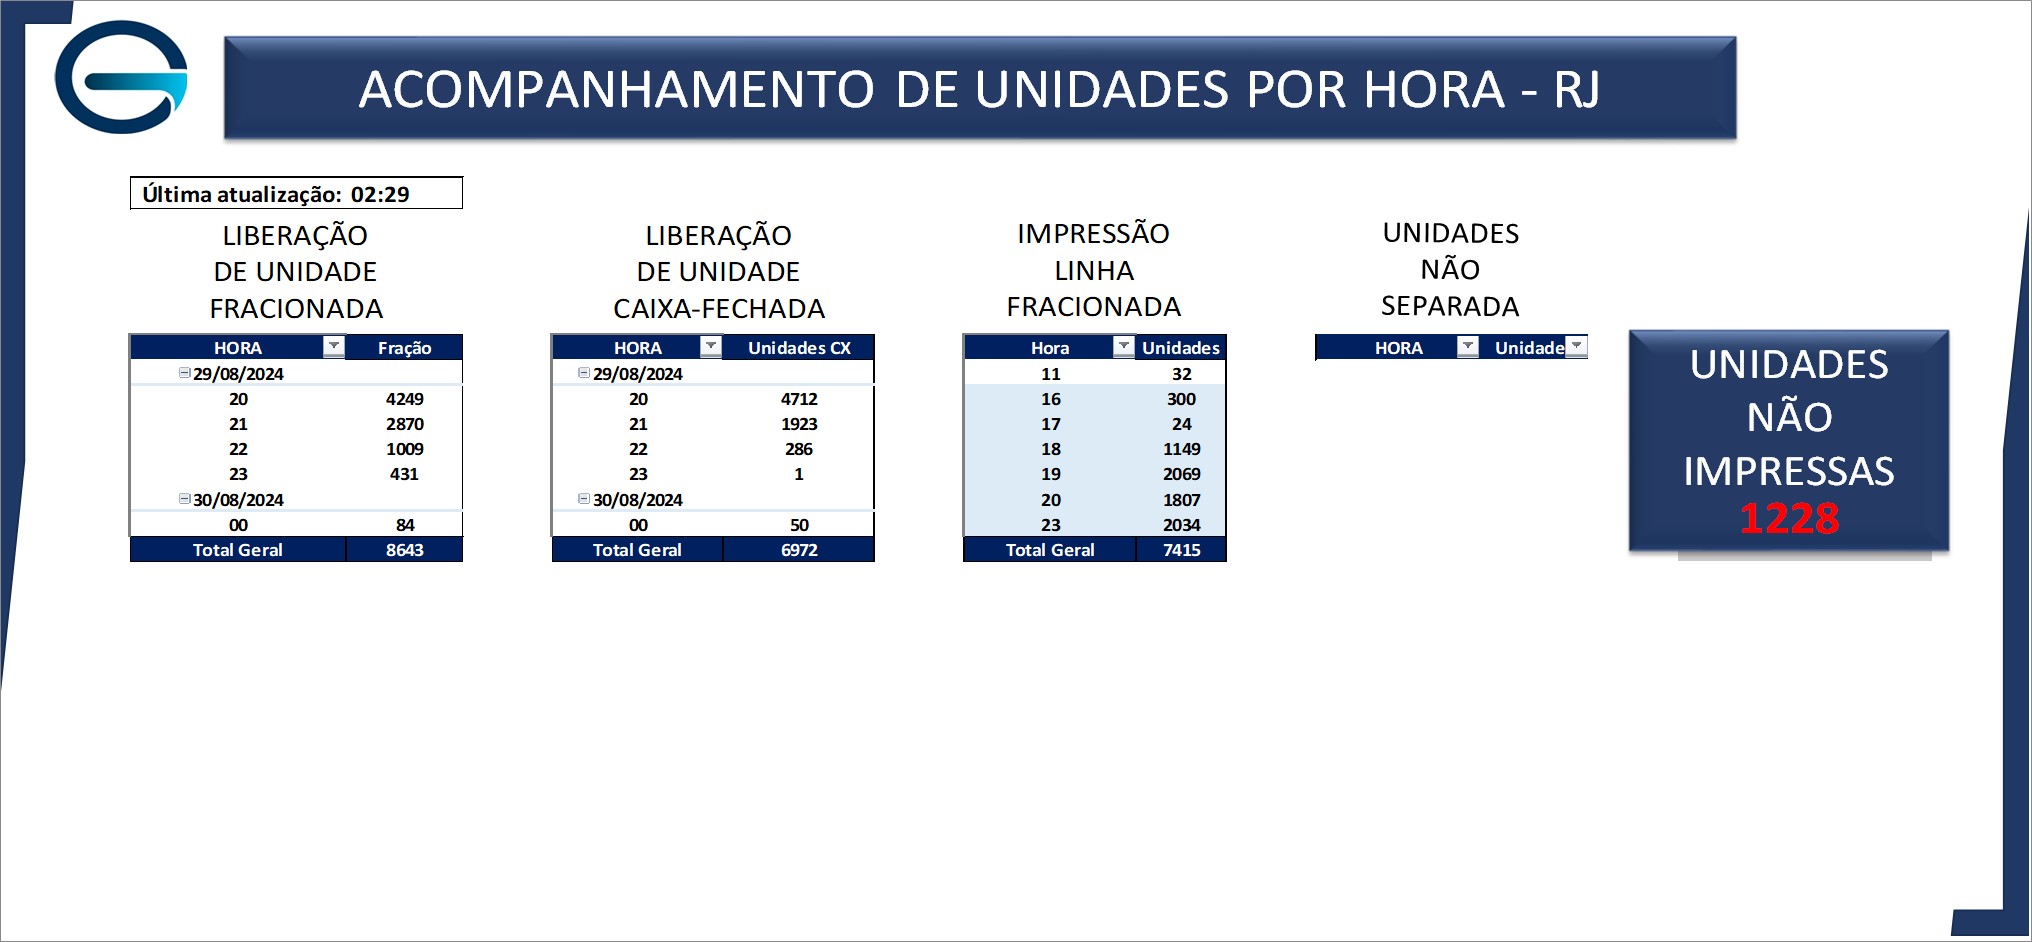 ACOMPANHAMENTO DE UNIDADES POR HORA - RJ
Última atualização: 02:29
LIBERAÇÃO
DE UNIDADE
FRACIONADA
HORA Fração
29/08/2024
20 4249
21 2870
22 1009
23 431
30/08/2024
00 84
Total Geral 8643
LIBERAÇÃO
DE UNIDADE
CAIXA-FECHADA
HORA Unidades CX
29/08/2024
20 4712
21 1923
22 286
23 1
30/08/2024
00 50
Total Geral 6972
IMPRESSÃO
LINHA
FRACIONADA
Hora Unidades
11 32
16 300
17 24
18 1149
19 2069
20 1807
23 2034
Total Geral 7415
UNIDADES
NÃO
SEPARADA
HORA Unidade
UNIDADES
NÃO
IMPRESSAS
1228